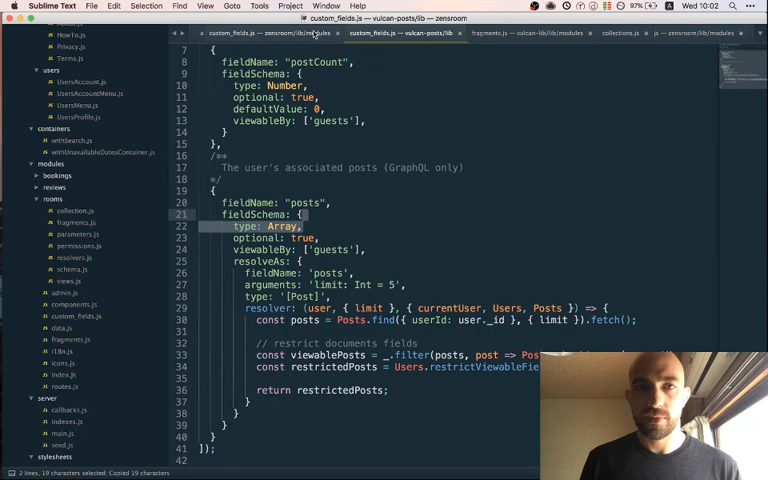 Sublime Text File Edit Selection Find View Goto Tools Project Window Help 97% Wed 10:02
custom_fields.js — vulcan-posts/lib — zensroom
custom_fields.js — zensroom/lib/modules × custom_fields.js — vulcan-posts/lib × fragments.js — vulcan-lib/lib/modules × collections.js × js — zensroom/lib/modules
HowTo.js
Privacy.js
Terms.js
users
UsersAccount.js
UsersAccountMenu.js
UsersMenu.js
UsersProfile.js
containers
withSearch.js
withUnavailableDatesContainer.js
modules
bookings
reviews
rooms
collection.js
fragments.js
parameters.js
permissions.js
resolvers.js
schema.js
views.js
admin.js
components.js
custom_fields.js
data.js
fragments.js
i18n.js
icons.js
index.js
routes.js
server
callbacks.js
indexes.js
main.js
seed.js
stylesheets
7 {
8 fieldName: "postCount",
9 fieldSchema: {
10 type: Number,
11 optional: true,
12 defaultValue: 0,
13 viewableBy: ['guests'],
14 }
15 },
16 /**
17 The user's associated posts (GraphQL only)
18 */
19 {
20 fieldName: "posts",
21 fieldSchema: {
22 type: Array,
23 optional: true,
24 viewableBy: ['guests'],
25 resolveAs: {
26 fieldName: 'posts',
27 arguments: 'limit: Int = 5',
28 type: '[Post]',
29 resolver: (user, { limit }, { currentUser, Users, Posts }) => {
30 const posts = Posts.find({ userId: user._id }, { limit }).fetch();
31
32 // restrict documents fields
33 const viewablePosts = _.filter(posts, post => Pos
34 const restrictedPosts = Users.restrictViewableFie
35
36 return restrictedPosts;
37 }
38 }
39 }
40 }
41 ]);
42
2 lines, 19 characters selected: Copied 19 characters